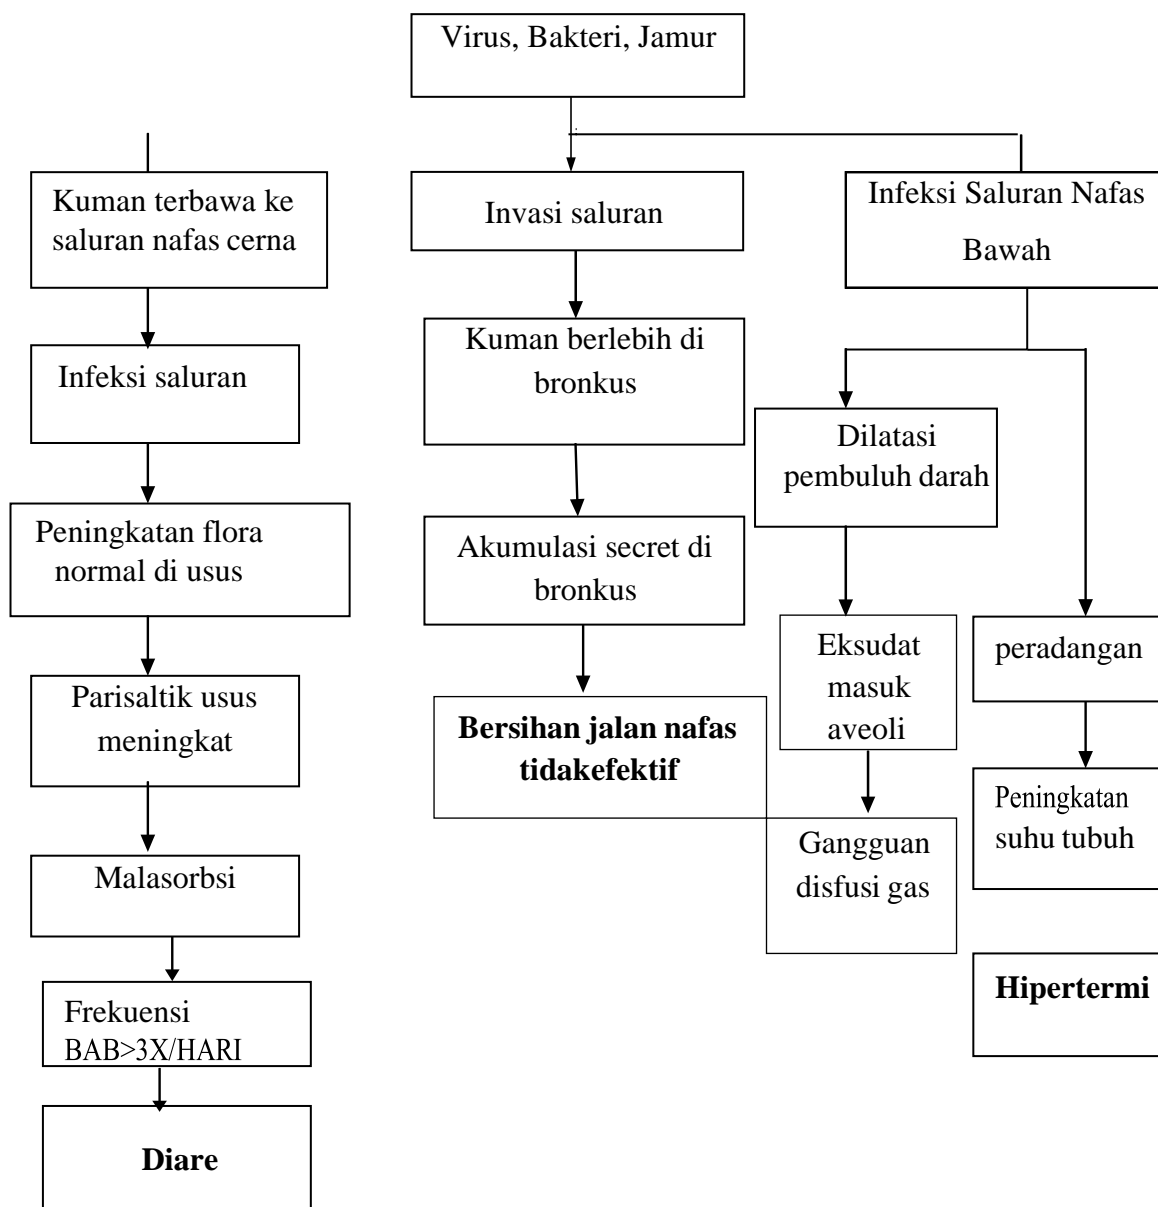 Virus, Bakteri, Jamur
Kuman terbawa ke
saluran nafas cerna
Infeksi saluran
Peningkatan flora
normal di usus
Parisaltik usus
meningkat
Malasorbsi
Frekuensi
BAB>3X/HARI
Diare
Invasi saluran
Kuman berlebih di
bronkus
Akumulasi secret di
bronkus
Bersihan jalan nafas
tidakefektif
Infeksi Saluran Nafas
Bawah
Dilatasi
pembuluh darah
Eksudat
masuk
aveoli
Gangguan
disfusi gas
peradangan
Peningkatan
suhu tubuh
Hipertermi